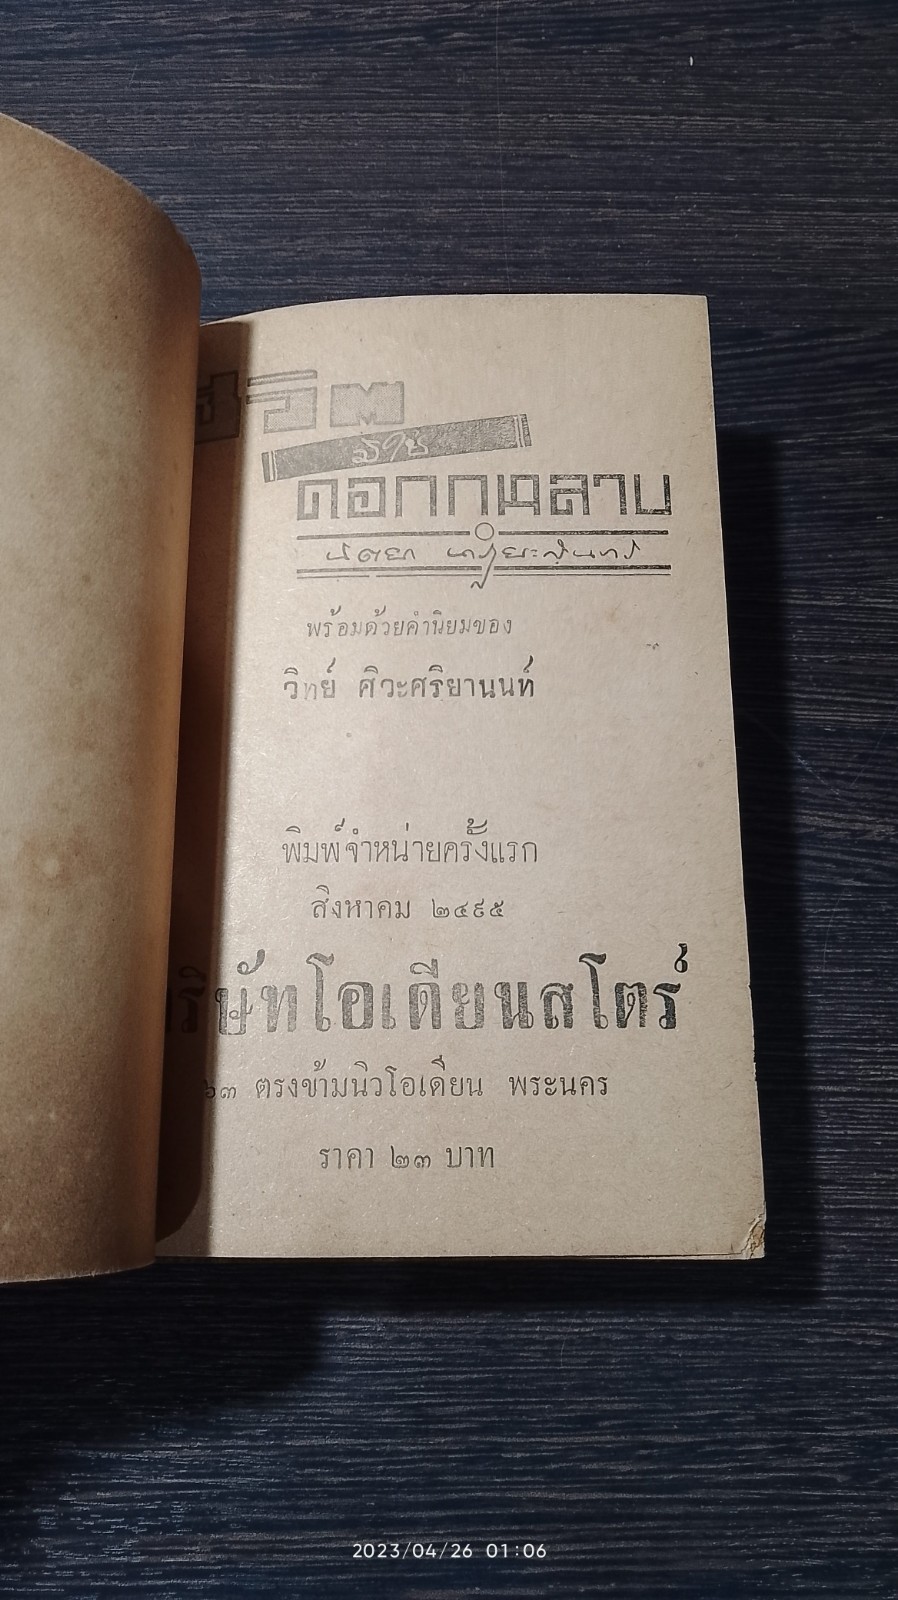 ชีวิต
มิใช่
ดอกกุหลาบ
พร้อมด้วยคำนิยมของ
วิทย์ ศิวะศริยานนท์
พิมพ์จำหน่ายครั้งแรก
สิงหาคม ๒๔๙๕
บริษัทโอเดียนสโตร์
๖๓ ตรงข้ามนิวโอเดียน พระนคร
ราคา ๒๓ บาท
2023/04/26 01:06